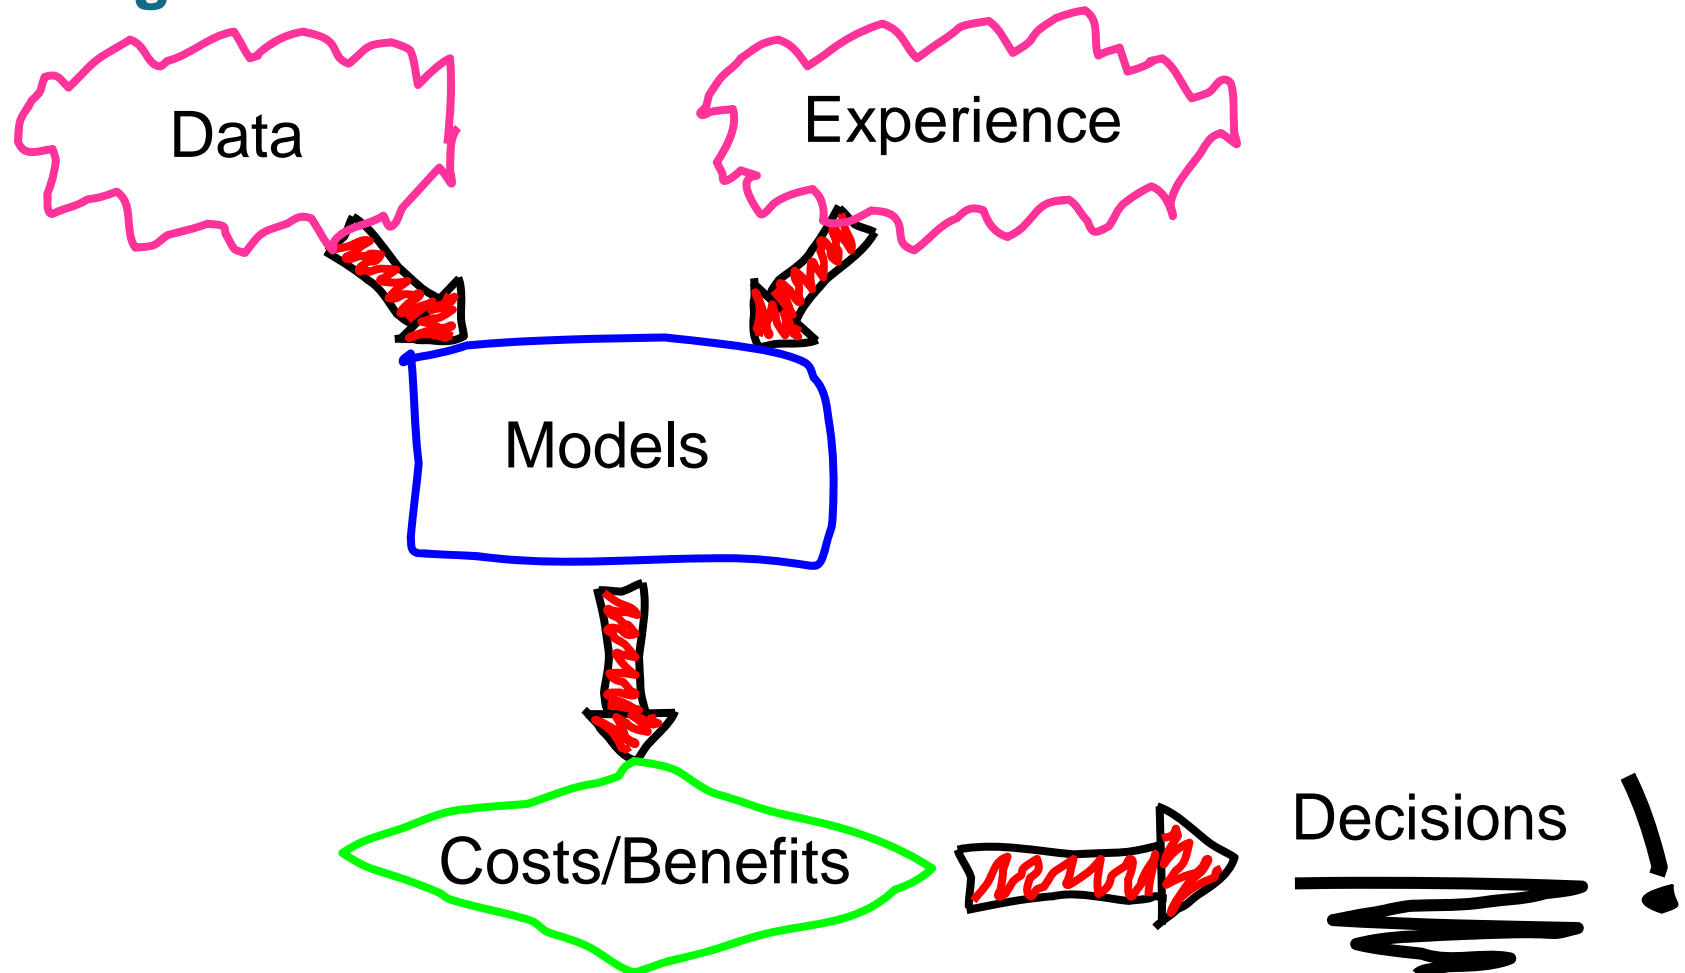 Data
Experience
Models
Costs/Benefits
Decisions !